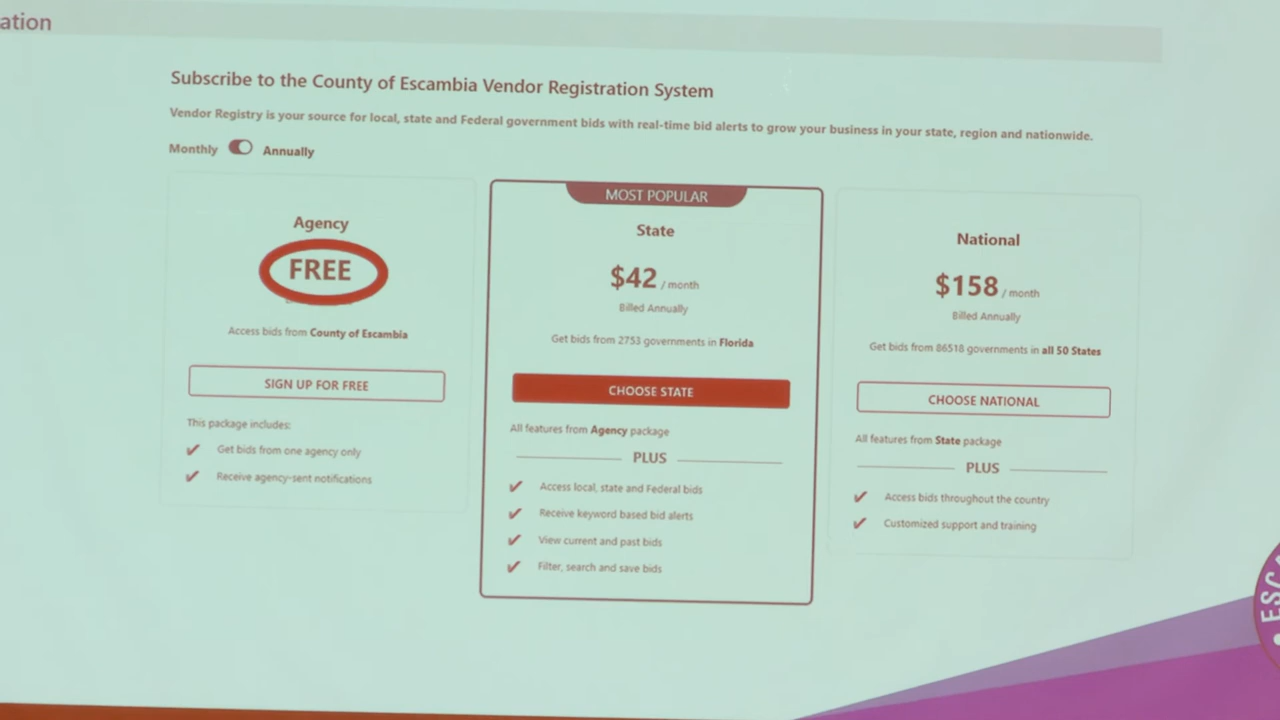 ation
Subscribe to the County of Escambia Vendor Registration System
Vendor Registry is your source for local, state and Federal government bids with real-time bid alerts to grow your business in your state, region and nationwide.
Monthly Annually
Agency
FREE
Access bids from County of Escambia
SIGN UP FOR FREE
This package includes:
✔ Get bids from one agency only
✔ Receive agency-sent notifications
MOST POPULAR
State
$42 / month
Billed Annually
Get bids from 2753 governments in Florida
CHOOSE STATE
All features from Agency package
PLUS
✔ Access local, state and Federal bids
✔ Receive keyword based bid alerts
✔ View current and past bids
✔ Filter, search and save bids
National
$158 / month
Billed Annually
Get bids from 86518 governments in all 50 States
CHOOSE NATIONAL
All features from State package
PLUS
✔ Access bids throughout the country
✔ Customized support and training
ESCA